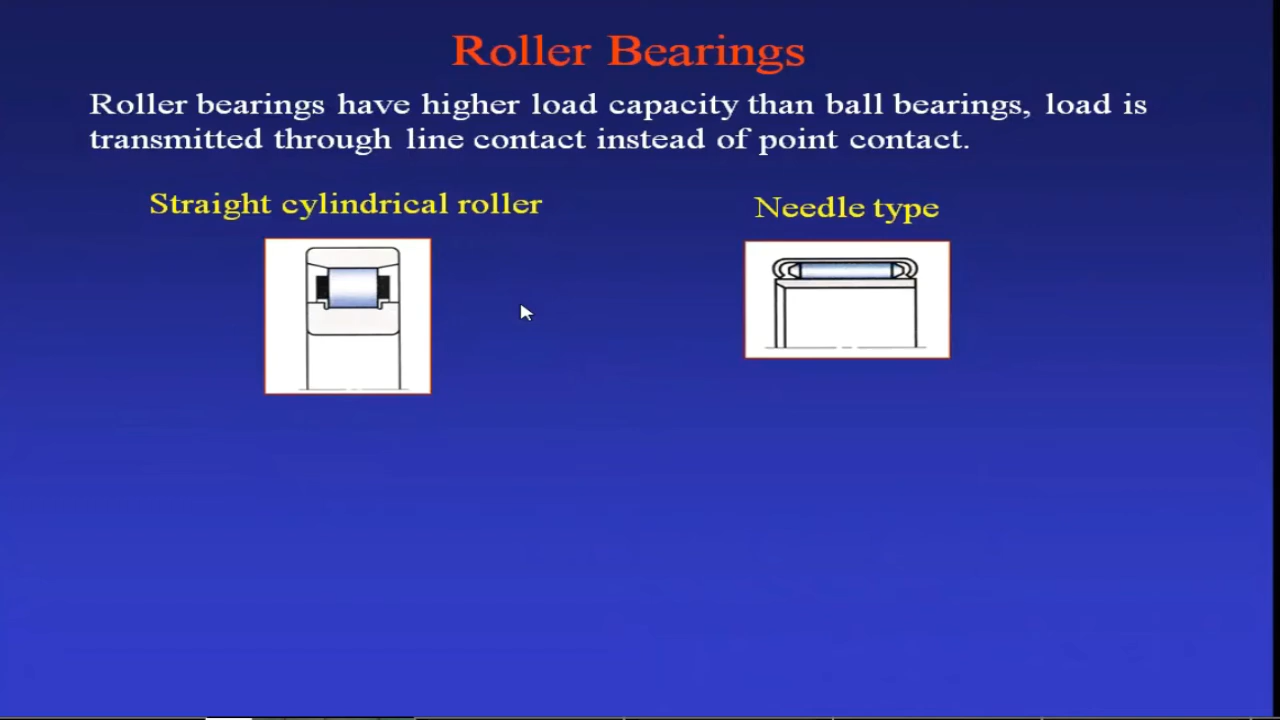 Roller Bearings
Roller bearings have higher load capacity than ball bearings, load is
transmitted through line contact instead of point contact.
Straight cylindrical roller
Needle type